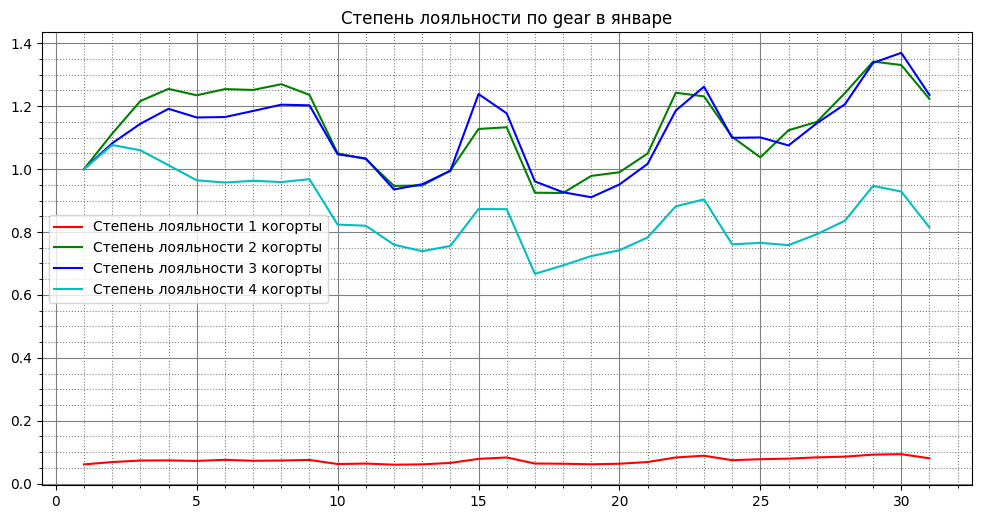 Степень лояльности по gear в январе
1.4
1.2
1.0
0.8
0.6
0.4
0.2
0.0
Степень лояльности 1 когорты
Степень лояльности 2 когорты
Степень лояльности 3 когорты
Степень лояльности 4 когорты
0 5 10 15 20 25 30